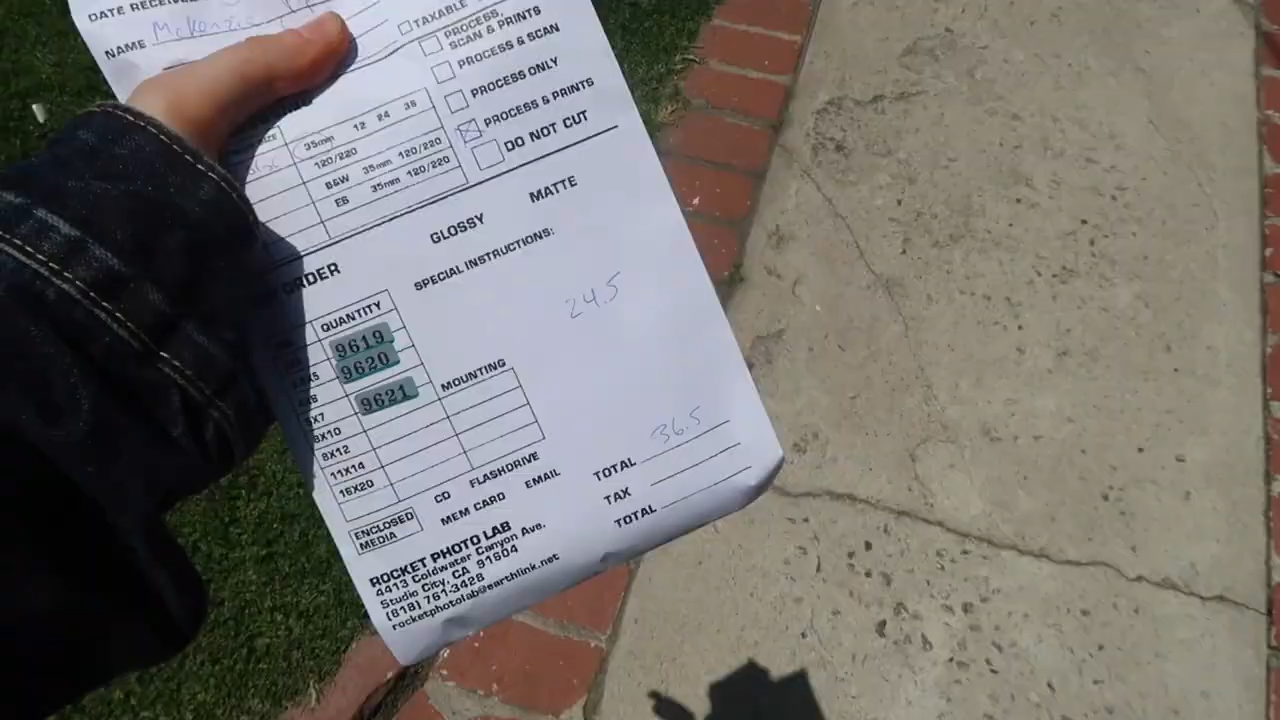 DATE RECEIVED
NAME McKenzie
TAXABLE
PROCESS, SCAN & PRINTS
PROCESS & SCAN
PROCESS ONLY
PROCESS & PRINTS
DO NOT CUT
35mm 12 24 36
120/220
B&W 35mm 120/220
E6 35mm 120/220
GLOSSY MATTE
ORDER
SPECIAL INSTRUCTIONS:
24.5
QUANTITY
9619
9620
9621
5X7
8X10
8X12
11X14
16X20
MOUNTING
ENCLOSED MEDIA
CD FLASHDRIVE
MEM CARD EMAIL
36.5
TOTAL
TAX
TOTAL
ROCKET PHOTO LAB
4413 Coldwater Canyon Ave.
Studio City, CA 91604
(818) 761-3428
rocketphotolab@earthlink.net